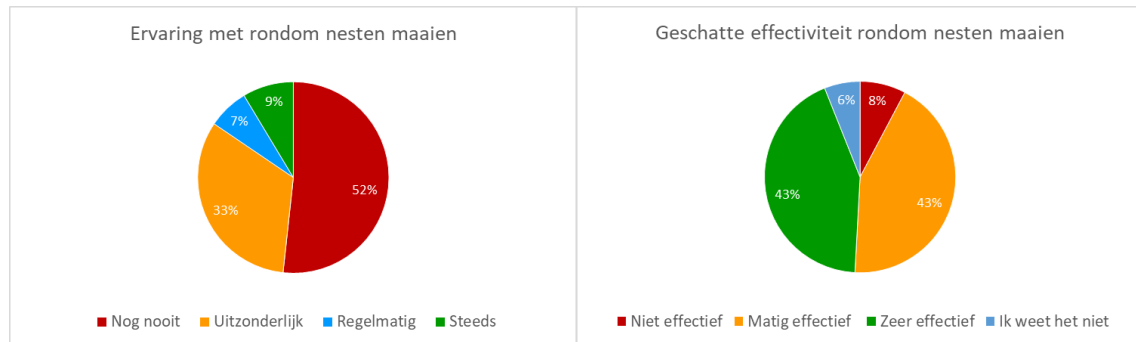 Ervaring met rondom nesten maaien
9%
7%
33%
52%
Nog nooit Uitzonderlijk Regelmatig Steeds
Geschatte effectiviteit rondom nesten maaien
6%
8%
43%
43%
Niet effectief Matig effectief Zeer effectief Ik weet het niet